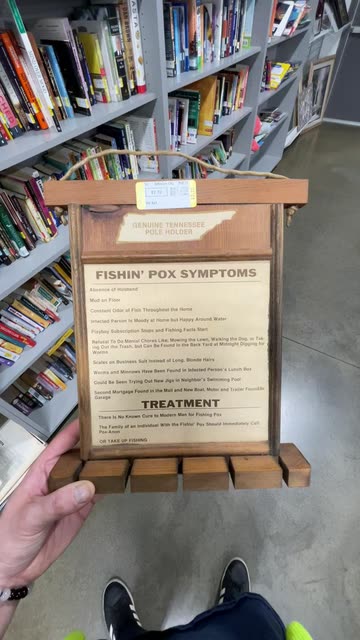 GENUINE TENNESSEE
POLE HOLDER
FISHIN' POX SYMPTOMS
Absence of Husband
Mud on Floor
Constant Odor of Fish Throughout the Home
Infected Person is Moody at Home but Happy Around Water
Playboy Subscription Stops and Fishing Facts Start
Refusal To Do Menial Chores Like; Mowing the Lawn, Walking the Dog, or Tak-
ing Out the Trash, but Can be Found in the Back Yard at Midnight Digging for
Worms
Scales on Business Suit Instead of Long, Blonde Hairs
Worms and Minnows Have Been Found in Infected Person's Lunch Box
Could be Seen Trying Out New Jigs in Neighbor's Swimming Pool
Second Mortgage Found in the Mail and Boat, Motor and Trailer Found in
Garage
TREATMENT
There is No Known Cure to Modern Man for Fishing Pox
The Family of an Individual With the Fishin' Pox Should Immediately Call
Pox-Anon
'OR TAKE UP FISHING